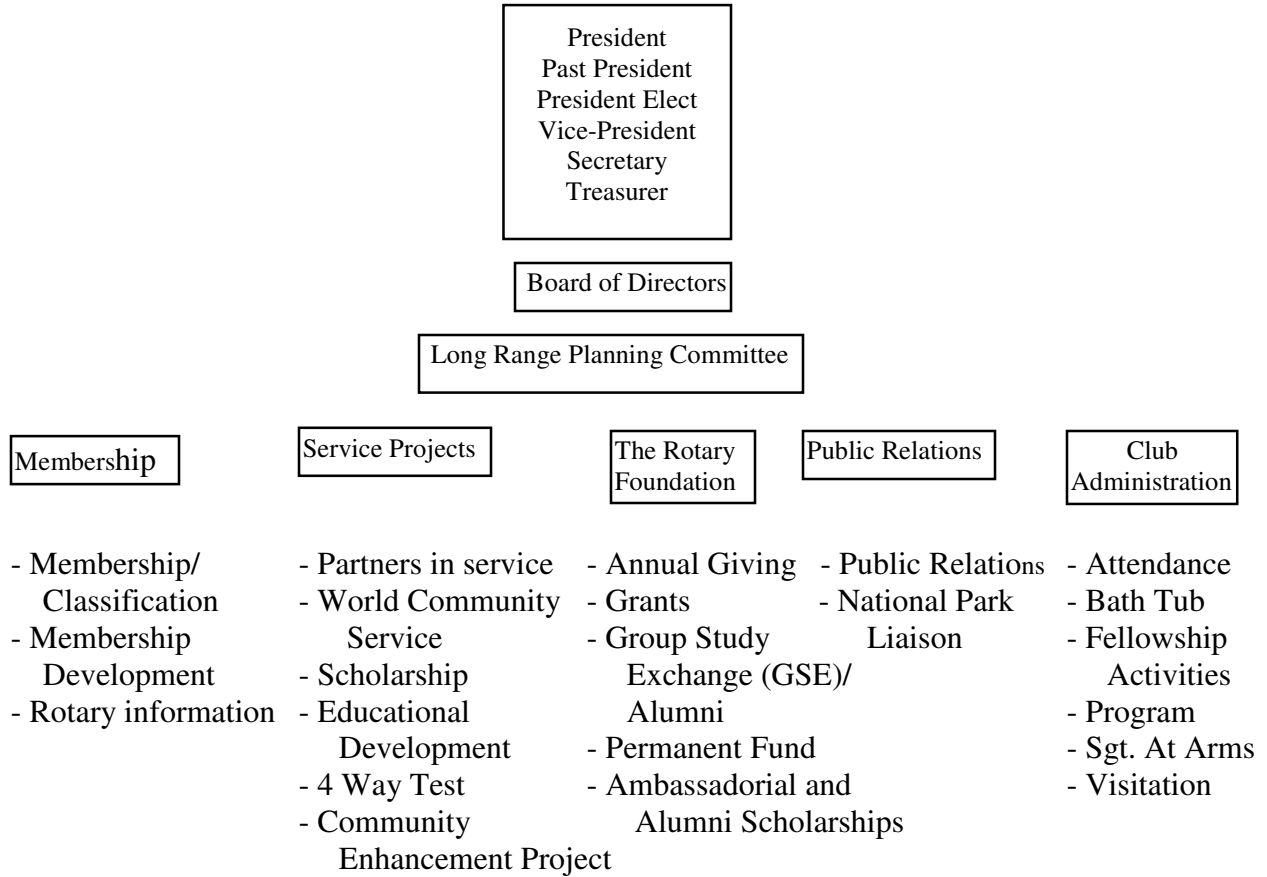 President
Past President
President Elect
Vice-President
Secretary
Treasurer
Board of Directors
Long Range Planning Committee
Membership
Service Projects
The Rotary
Foundation
Public Relations
Club
Administration
- Membership/
Classification
- Membership
Development
- Rotary information
- Partners in service
- World Community
Service
- Scholarship
- Educational
Development
- 4 Way Test
- Community
Enhancement Project
- Annual Giving
- Grants
- Group Study
Exchange (GSE)/
Alumni
- Permanent Fund
- Ambassadorial and
Alumni Scholarships
- Public Relations
- National Park
Liaison
- Attendance
- Bath Tub
- Fellowship
Activities
- Program
- Sgt. At Arms
- Visitation